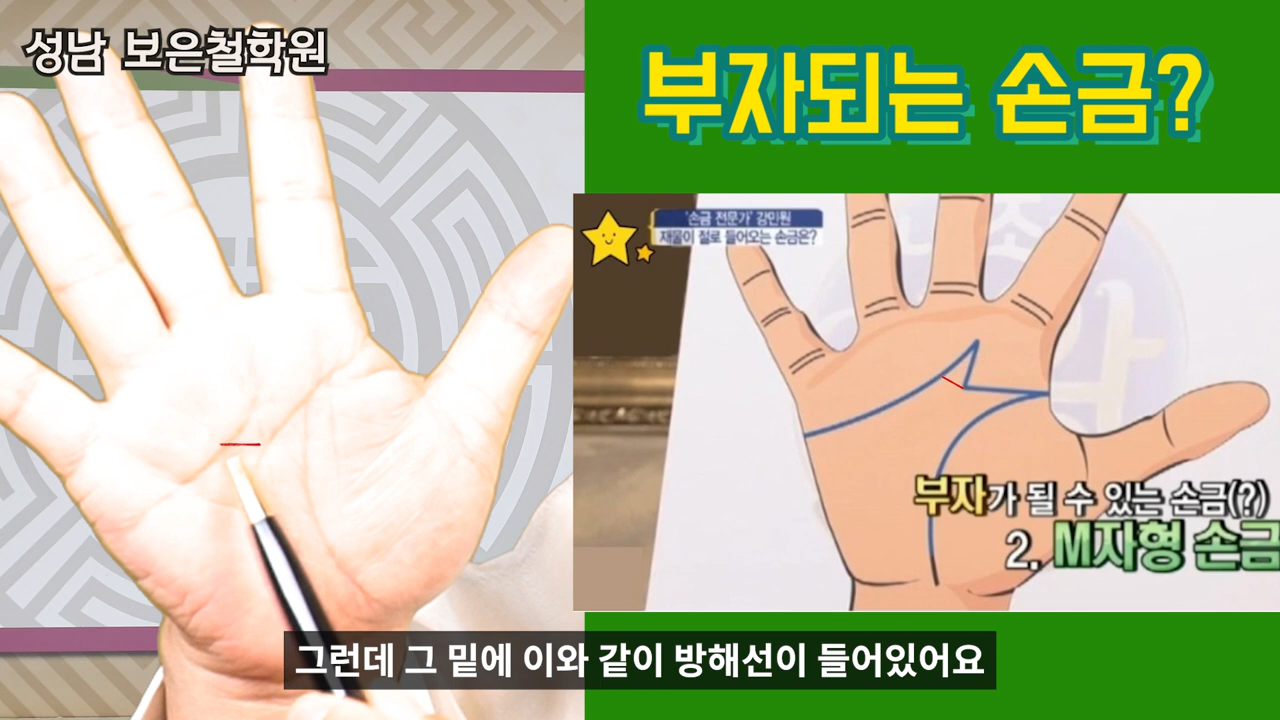 성남 보은철학원
부자되는 손금?
'손금 전문가' 강민원
재물이 절로 들어오는 손금은?
부자가 될 수 있는 손금(?)
2. M자형 손금
그런데 그 밑에 이와 같이 방해선이 들어있어요